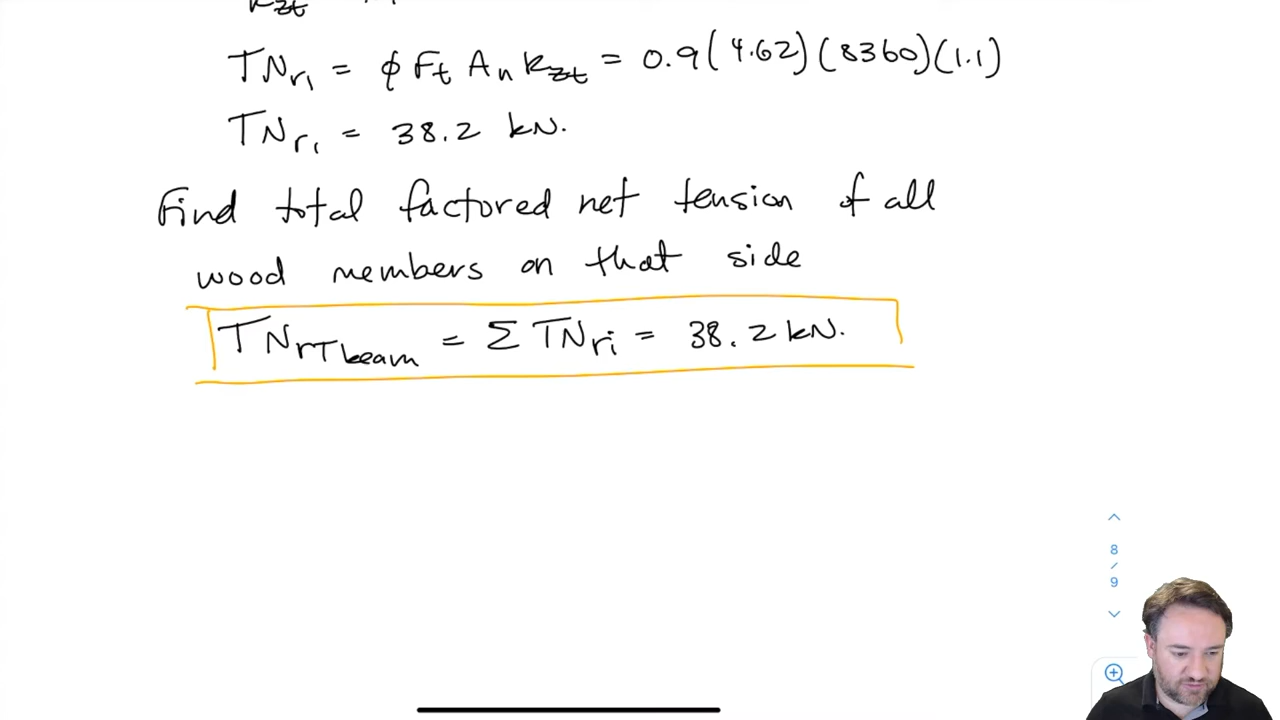 Kzt
TNr1 = ϕ Ft An Kzt = 0.9(4.62)(8360)(1.1)
TNr1 = 38.2 kN.
Find total factored net tension of all
wood members on that side
TNrTbeam = Σ TNri = 38.2 kN.
8
/
9